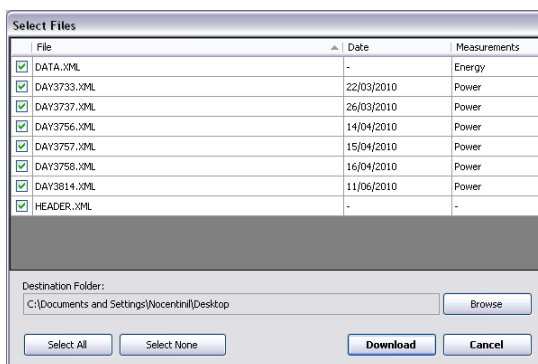 Select Files
File Date Measurements
DATA.XML - Energy
DAY3733.XML 22/03/2010 Power
DAY3737.XML 26/03/2010 Power
DAY3756.XML 14/04/2010 Power
DAY3757.XML 15/04/2010 Power
DAY3758.XML 16/04/2010 Power
DAY3814.XML 11/06/2010 Power
HEADER.XML - -
Destination Folder:
C:\Documents and Settings\Nocentinil\Desktop Browse
Select All Select None Download Cancel